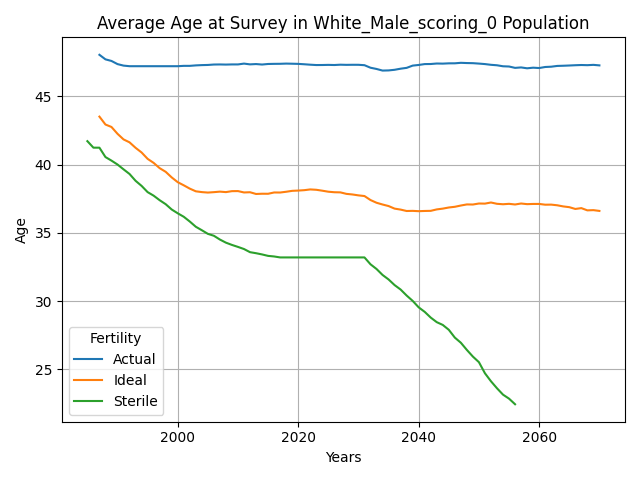 Average Age at Survey in White_Male_scoring_0 Population
Age
45
40
35
30
25
Fertility
Actual
Ideal
Sterile
2000 2020 2040 2060
Years